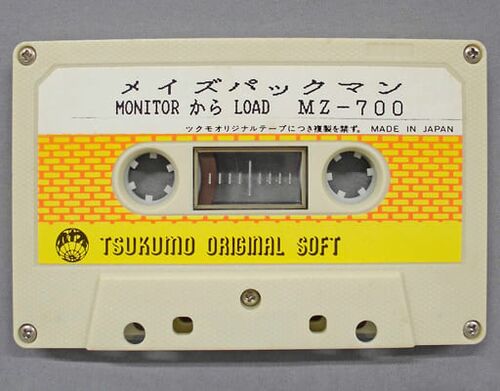 メイズパックマン
MONITOR から LOAD MZ-700
ツクモオリジナルテープにつき複製を禁ず。 MADE IN JAPAN
TSUKUMO ORIGINAL SOFT